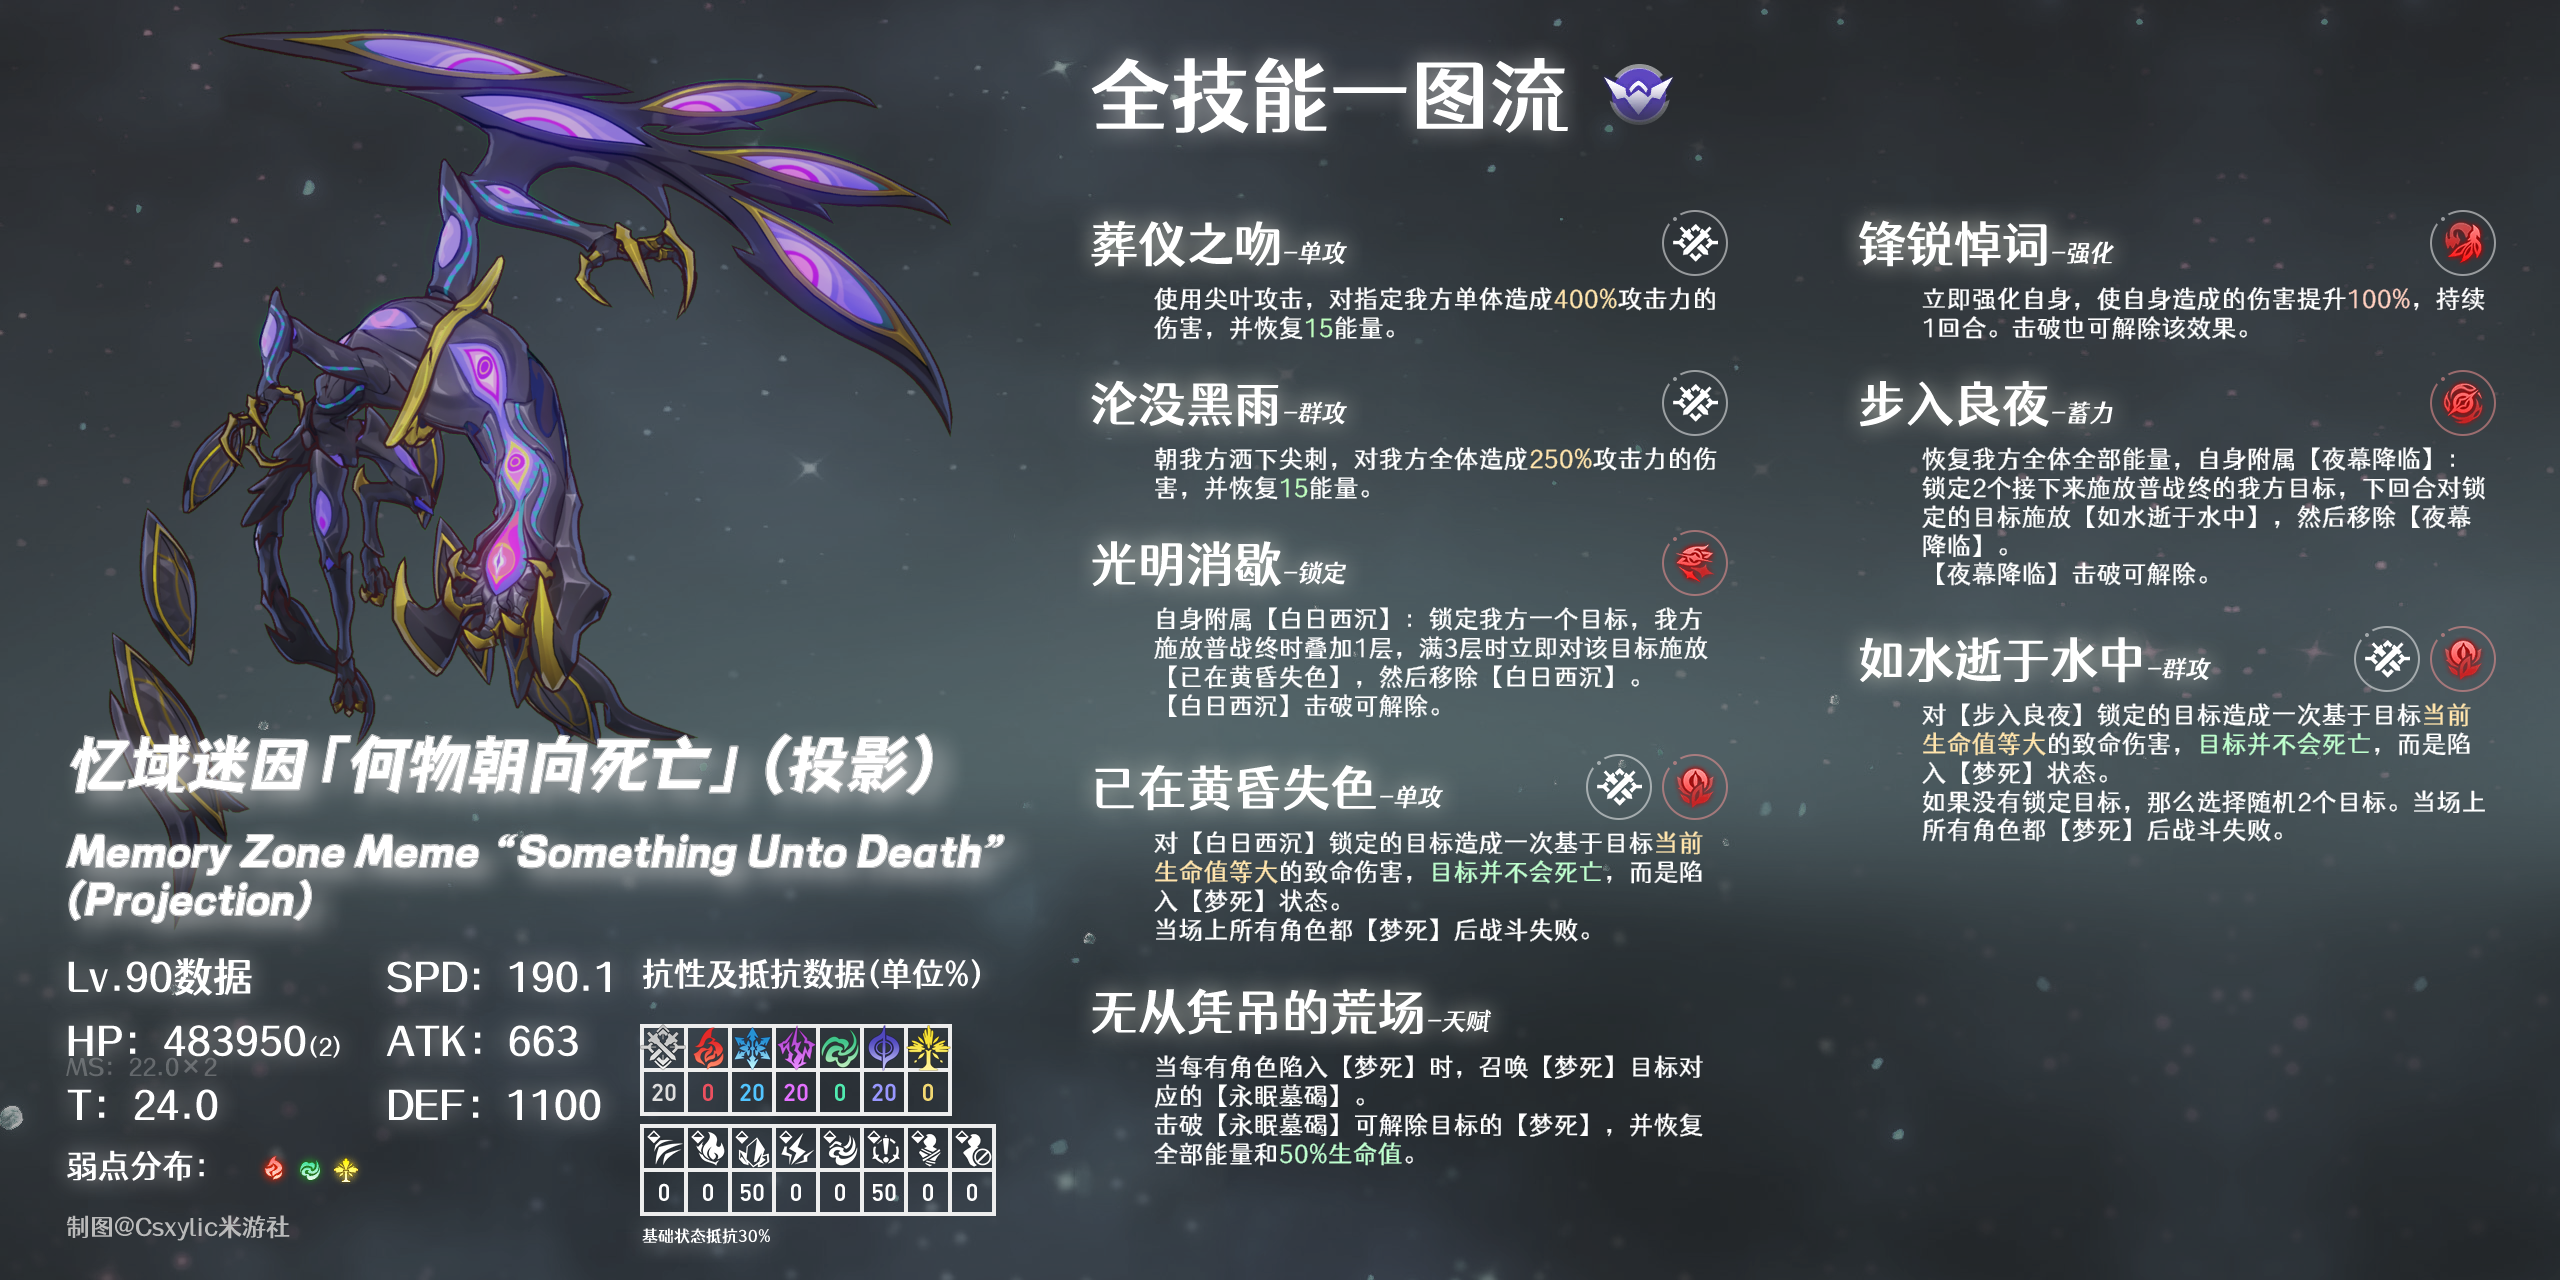 全技能一图流
葬仪之吻–单攻
使用尖叶攻击，对指定我方单体造成400%攻击力的
伤害，并恢复15能量。
沦没黑雨–群攻
朝我方洒下尖刺，对我方全体造成250%攻击力的伤
害，并恢复15能量。
光明消歇–锁定
自身附属【白日西沉】：锁定我方一个目标，我方
施放普战终时叠加1层，满3层时立即对该目标施放
【已在黄昏失色】，然后移除【白日西沉】。
【白日西沉】击破可解除。
已在黄昏失色–单攻
对【白日西沉】锁定的目标造成一次基于目标当前
生命值等大的致命伤害，目标并不会死亡，而是陷
入【梦死】状态。
当场上所有角色都【梦死】后战斗失败。
无从凭吊的荒场–天赋
当每有角色陷入【梦死】时，召唤【梦死】目标对
应的【永眠墓碣】。
击破【永眠墓碣】可解除目标的【梦死】，并恢复
全部能量和50%生命值。
锋锐悼词–强化
立即强化自身，使自身造成的伤害提升100%，持续
1回合。击破也可解除该效果。
步入良夜–蓄力
恢复我方全体全部能量，自身附属【夜幕降临】：
锁定2个接下来施放普战终的我方目标，下回合对锁
定的目标施放【如水逝于水中】，然后移除【夜幕
降临】。
【夜幕降临】击破可解除。
如水逝于水中–群攻
对【步入良夜】锁定的目标造成一次基于目标当前
生命值等大的致命伤害，目标并不会死亡，而是陷
入【梦死】状态。
如果没有锁定目标，那么选择随机2个目标。当场上
所有角色都【梦死】后战斗失败。
忆域迷因「何物朝向死亡」（投影）
Memory Zone Meme “Something Unto Death”
(Projection)
Lv.90数据
SPD：190.1
HP：483950(2)
ATK：663
MS：22.0×2
T：24.0
DEF：1100
弱点分布：
制图@Csxylic米游社
抗性及抵抗数据(单位%)
20 0 20 20 0 20 0
0 0 50 0 0 50 0 0
基础状态抵抗30%